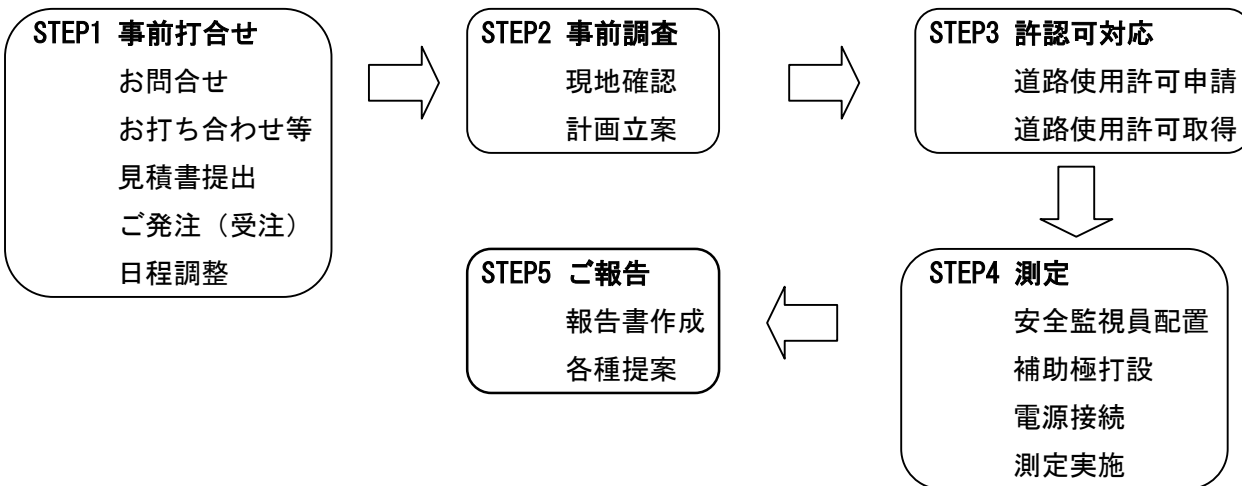 STEP1 事前打合せ
お問合せ
お打ち合わせ等
見積書提出
ご発注（受注）
日程調整
STEP2 事前調査
現地確認
計画立案
STEP3 許認可対応
道路使用許可申請
道路使用許可取得
STEP4 測定
安全監視員配置
補助極打設
電源接続
測定実施
STEP5 ご報告
報告書作成
各種提案